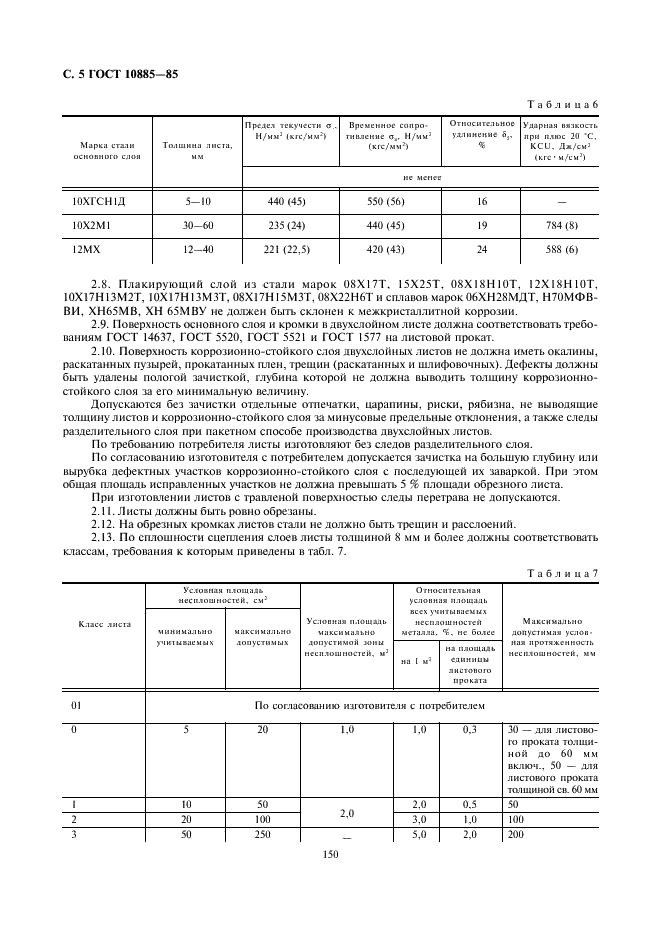 С. 5 ГОСТ 10885—85
Таблица 6
Марка стали основного слоя
Толщина листа, мм
Предел текучести σт, Н/мм² (кгс/мм²)
Временное сопротивление σв, Н/мм² (кгс/мм²)
Относительное удлинение δ5, %
Ударная вязкость при плюс 20 °С, KCU, Дж/см² (кгс·м/см²)
не менее
10ХГСН1Д 5—10 440 (45) 550 (56) 16 —
10Х2М1 30—60 235 (24) 440 (45) 19 784 (8)
12МХ 12—40 221 (22,5) 420 (43) 24 588 (6)
2.8. Плакирующий слой из стали марок 08Х17Т, 15Х25Т, 08Х18Н10Т, 12Х18Н10Т,
10Х17Н13М2Т, 10Х17Н13М3Т, 08Х17Н15М3Т, 08Х22Н6Т и сплавов марок 06ХН28МДТ, Н70МФВ-
ВИ, ХН65МВ, ХН 65МВУ не должен быть склонен к межкристаллитной коррозии.
2.9. Поверхность основного слоя и кромки в двухслойном листе должна соответствовать требо-
ваниям ГОСТ 14637, ГОСТ 5520, ГОСТ 5521 и ГОСТ 1577 на листовой прокат.
2.10. Поверхность коррозионно-стойкого слоя двухслойных листов не должна иметь окалины,
раскатанных пузырей, прокатанных плен, трещин (раскатанных и шлифовочных). Дефекты должны
быть удалены пологой зачисткой, глубина которой не должна выводить толщину коррозионно-
стойкого слоя за его минимальную величину.
Допускаются без зачистки отдельные отпечатки, царапины, риски, рябизна, не выводящие
толщину листов и коррозионно-стойкого слоя за минусовые предельные отклонения, а также следы
разделительного слоя при пакетном способе производства двухслойных листов.
По требованию потребителя листы изготовляют без следов разделительного слоя.
По согласованию изготовителя с потребителем допускается зачистка на большую глубину или
вырубка дефектных участков коррозионно-стойкого слоя с последующей их заваркой. При этом
общая площадь исправленных участков не должна превышать 5 % площади обрезного листа.
При изготовлении листов с травленой поверхностью следы перетрава не допускаются.
2.11. Листы должны быть ровно обрезаны.
2.12. На обрезных кромках листов стали не должно быть трещин и расслоений.
2.13. По сплошности сцепления слоев листы толщиной 8 мм и более должны соответствовать
классам, требования к которым приведены в табл. 7.
Таблица 7
Класс листа
Условная площадь несплошностей, см²
минимально учитываемых
максимально допустимых
Условная площадь максимально допустимой зоны несплошностей, м²
Относительная условная площадь всех учитываемых несплошностей металла, %, не более
на 1 м²
на площадь единицы листового проката
Максимально допустимая услов-
ная протяженность несплошностей, мм
01 По согласованию изготовителя с потребителем
0 5 20 1,0 1,0 0,3 30 — для листово-
го проката толщи-
ной до 60 мм
включ., 50 — для
листового проката
толщиной св. 60 мм
1 10 50 2,0 2,0 0,5 50
2 20 100 3,0 1,0 100
3 50 250 — 5,0 2,0 200
150